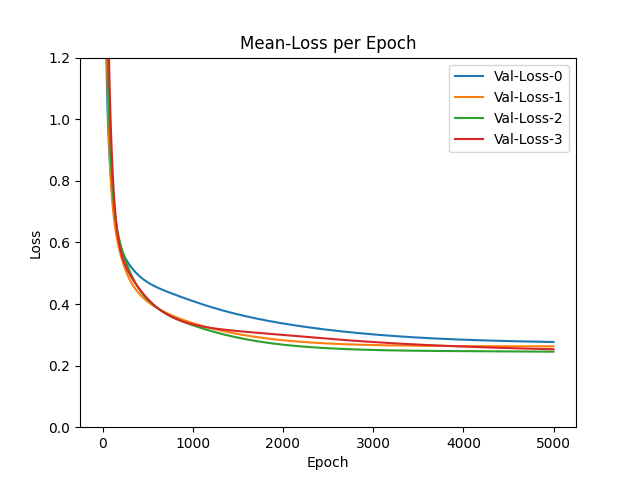 Mean-Loss per Epoch
1.2
1.0
0.8
0.6
0.4
0.2
0.0
Loss
Val-Loss-0
Val-Loss-1
Val-Loss-2
Val-Loss-3
0 1000 2000 3000 4000 5000
Epoch